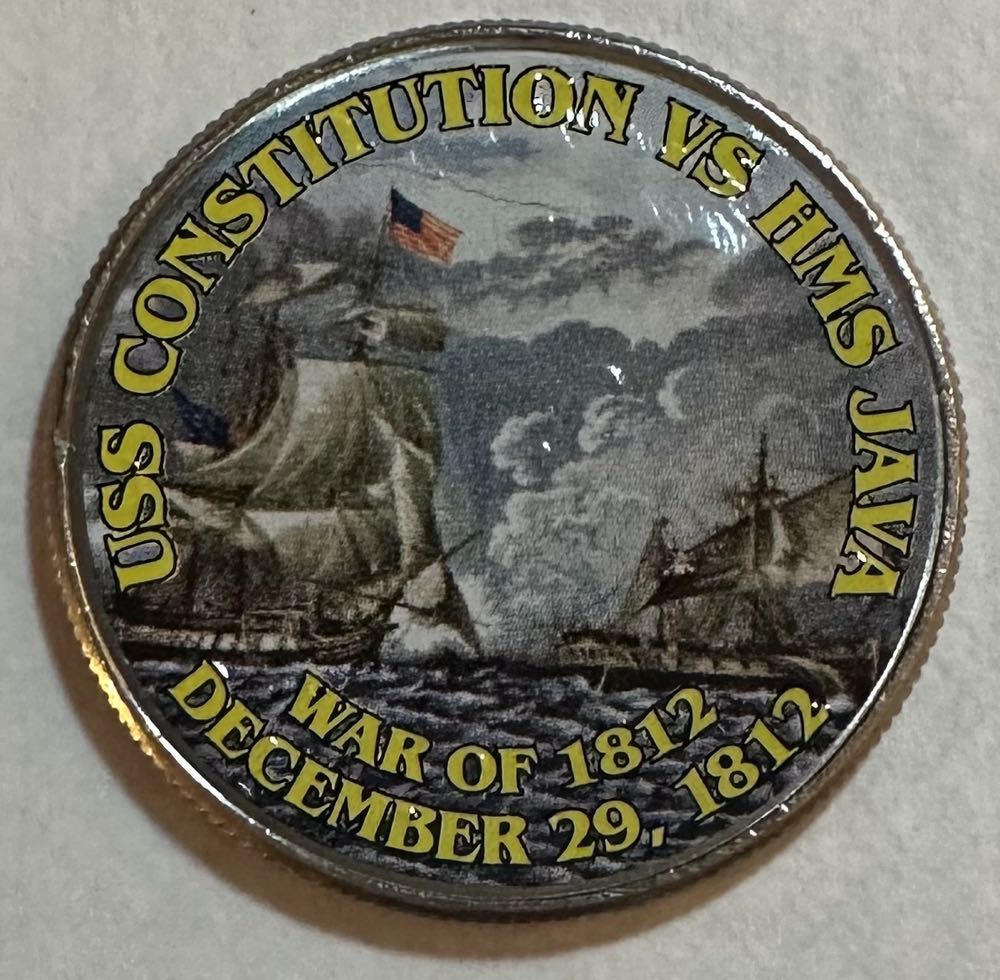 USS CONSTITUTION VS HMS JAVA
WAR OF 1812
DECEMBER 29, 1812